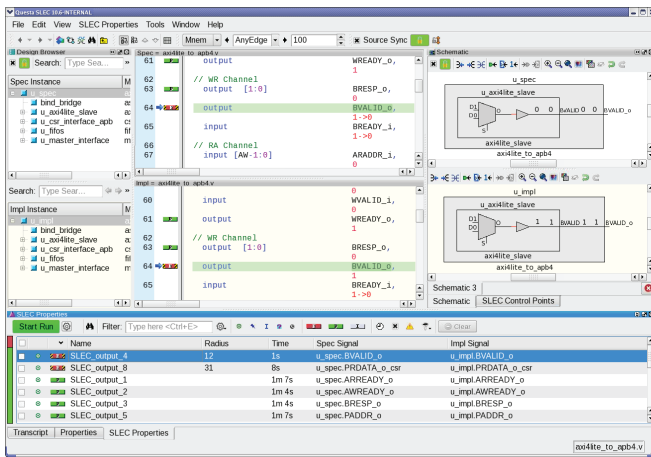 Questa SLEC 10.6-INTERNAL
File Edit View SLEC Properties Tools Window Help
Mnem AnyEdge 100 Source Sync
Design Browser
Search: Type Sea...
Spec Instance M
u_spec
bind_bridge
u_axi4lite_slave
u_csr_interface_apb
u_fifos
u_master_interface
Spec = axi4lite_to_apb4.v
61 output WREADY_o,
1
62 // WR Channel
63 output [1:0] BRESP_o,
0
64 output BVALID_o,
1->0
65 input BREADY_i,
1->0
66 // RA Channel
67 input [AW-1:0] ARADDR_i,
0
Search: Type Sear...
Impl Instance M
u_impl
bind_bridge
u_axi4lite_slave
u_csr_interface_apb
u_fifos
u_master_interface
Impl = axi4lite_to_apb4.v
0
60 input WVALID_i,
0
61 output WREADY_o,
1
62 // WR Channel
63 output [1:0] BRESP_o,
0
64 output BVALID_o,
1->0
65 input BREADY_i,
1->0
Schematic
u_spec
axi4lite_slave
D1
D0
S
0 0 BVALID 0 0 BVALID_o
axi4lite_slave
axi4lite_to_apb4
u_impl
axi4lite_slave
D1
D0
S
1 1 BVALID 1 1 BVALID_o
axi4lite_slave
axi4lite_to_apb4
Schematic 3
Schematic SLEC Control Points
SLEC Properties
Start Run Filter: Type here <Ctrl+E> Clear
Name Radius Time Spec Signal Impl Signal
SLEC_output_4 12 1s u_spec.BVALID_o u_impl.BVALID_o
SLEC_output_8 31 8s u_spec.PRDATA_o_csr u_impl.PRDATA_o_csr
SLEC_output_1 1m 7s u_spec.ARREADY_o u_impl.ARREADY_o
SLEC_output_2 1m 4s u_spec.AWREADY_o u_impl.AWREADY_o
SLEC_output_3 1m 4s u_spec.BRESP_o u_impl.BRESP_o
SLEC_output_5 1m 7s u_spec.PADDR_o u_impl.PADDR_o
Transcript Properties SLEC Properties
axi4lite_to_apb4.v